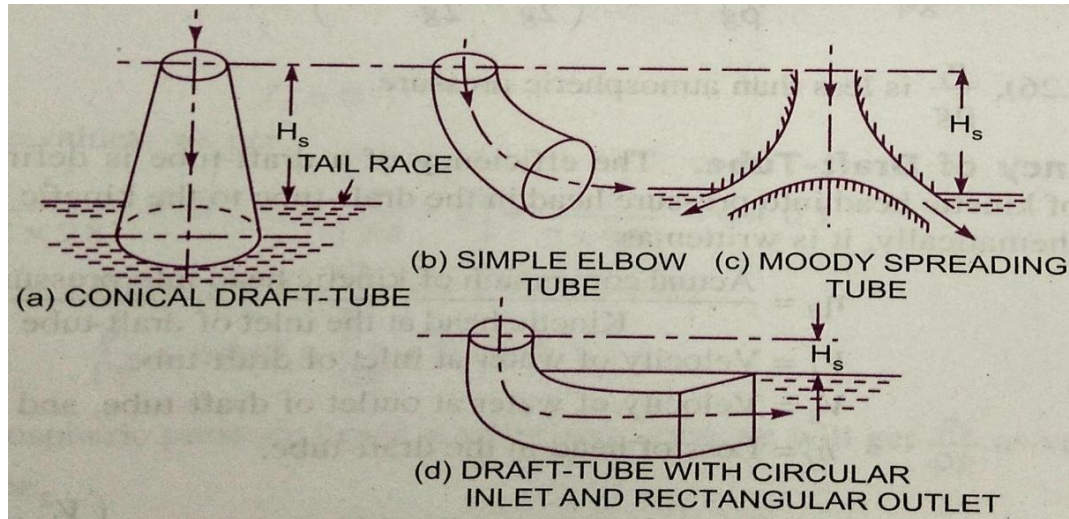 Hs
TAIL RACE
(a) CONICAL DRAFT-TUBE
(b) SIMPLE ELBOW
TUBE
Hs
(c) MOODY SPREADING
TUBE
Hs
(d) DRAFT-TUBE WITH CIRCULAR
INLET AND RECTANGULAR OUTLET